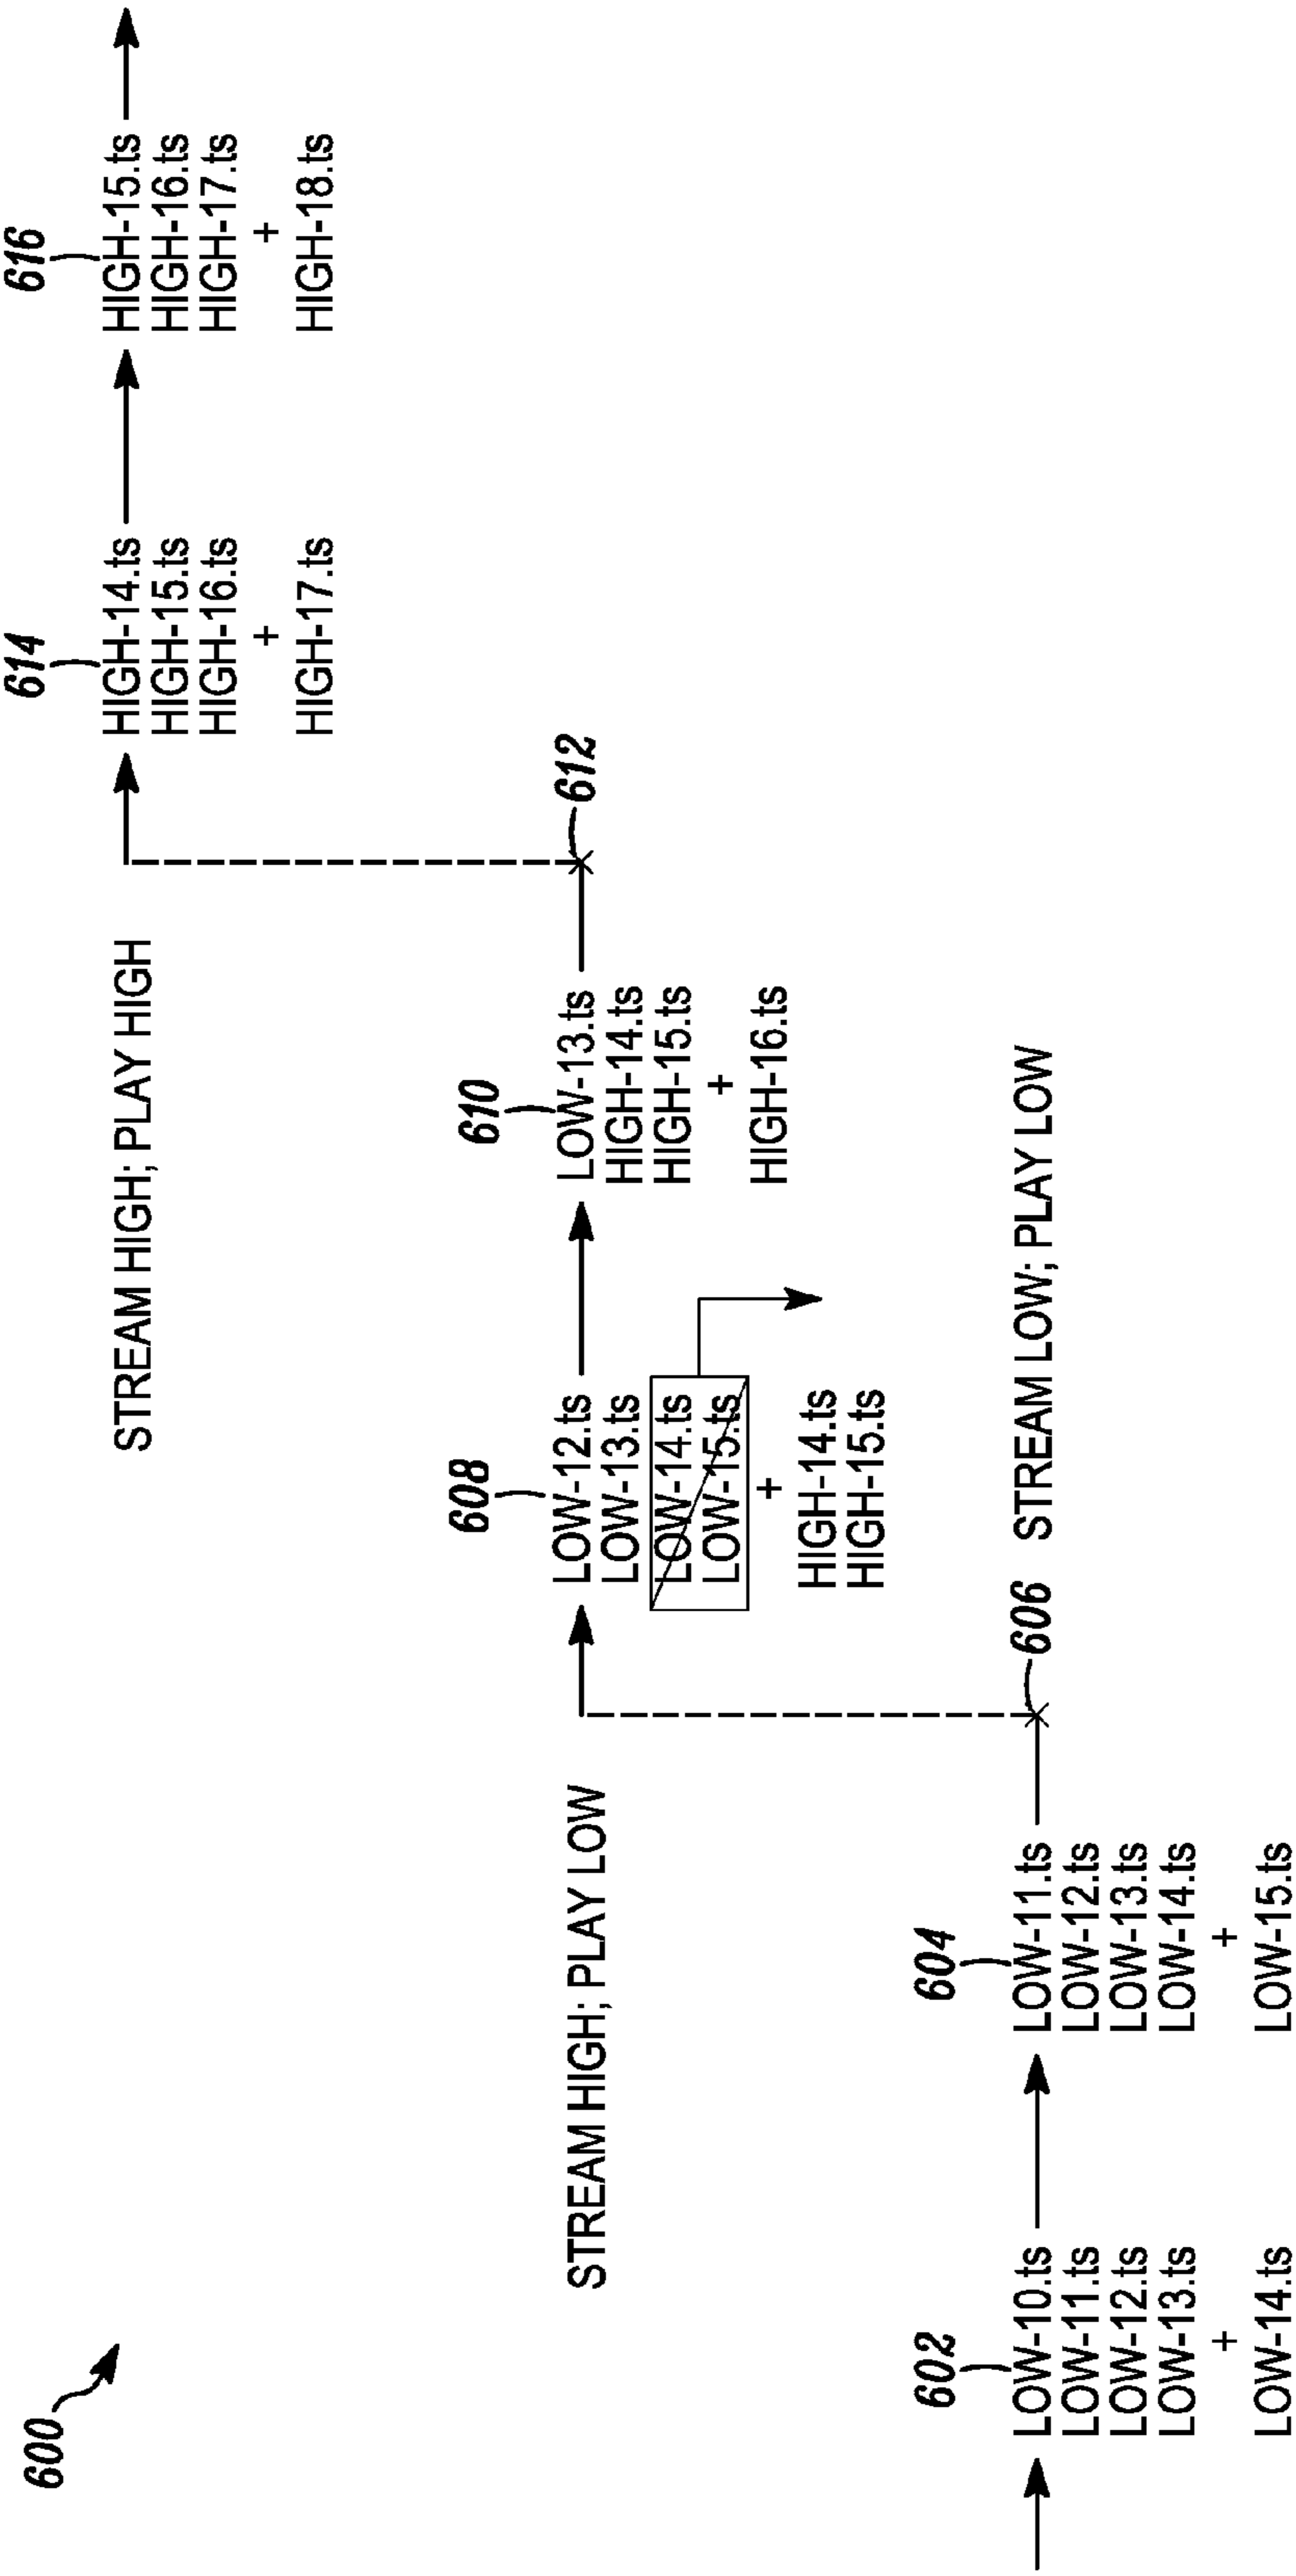 600
602
LOW-10.ts
LOW-11.ts
LOW-12.ts
LOW-13.ts
+
LOW-14.ts
604
LOW-11.ts
LOW-12.ts
LOW-13.ts
LOW-14.ts
+
LOW-15.ts
606
STREAM LOW; PLAY LOW
STREAM HIGH; PLAY LOW
608
LOW-12.ts
LOW-13.ts
LOW-14.ts
LOW-15.ts
+
HIGH-14.ts
HIGH-15.ts
610
LOW-13.ts
HIGH-14.ts
HIGH-15.ts
+
HIGH-16.ts
612
STREAM HIGH; PLAY HIGH
614
HIGH-14.ts
HIGH-15.ts
HIGH-16.ts
+
HIGH-17.ts
616
HIGH-15.ts
HIGH-16.ts
HIGH-17.ts
+
HIGH-18.ts